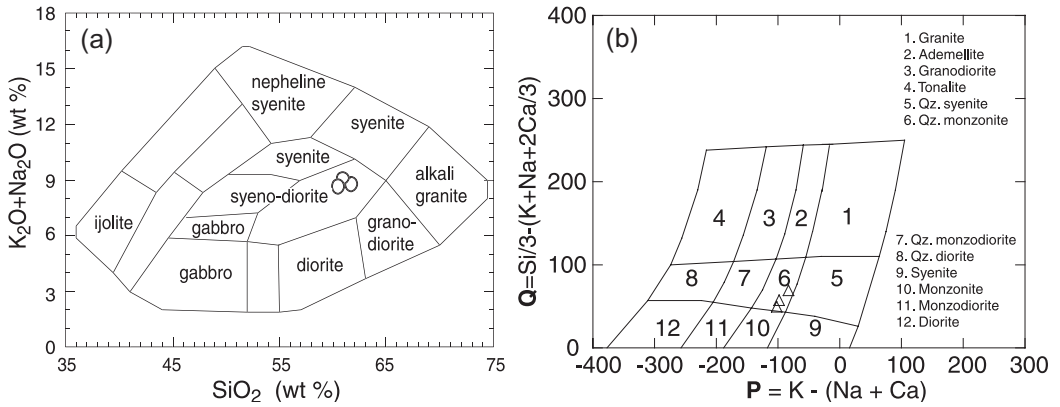 (a)
K₂O+Na₂O (wt %)
18
15
12
9
6
3
0
nepheline
syenite
syenite
syenite
alkali
granite
syeno-diorite
ijolite
gabbro
grano-
diorite
gabbro
diorite
36
45
55
65
75
SiO₂ (wt %)
(b)
Q=Si/3-(K+Na+2Ca/3)
400
300
200
100
0
1. Granite
2. Ademellite
3. Granodiorite
4. Tonalite
5. Qz. syenite
6. Qz. monzonite
4
3
2
1
8
7
6
5
12
11
10
9
7. Qz. monzodiorite
8. Qz. diorite
9. Syenite
10. Monzonite
11. Monzodiorite
12. Diorite
-400 -300 -200 -100 0 100 200 300
P = K - (Na + Ca)